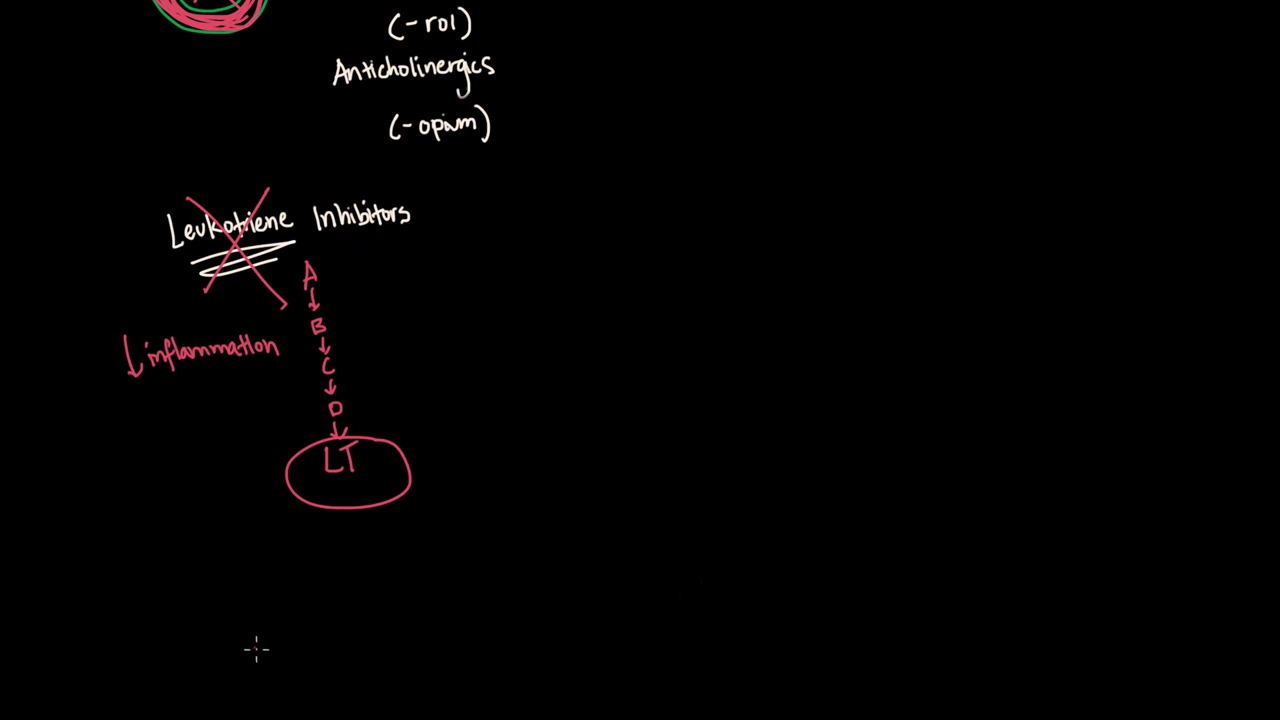 (-rol)
Anticholinergics
(-opium)
Leukotriene Inhibitors
A
↓
B
↓
C
↓
D
↓
LT
↓inflammation